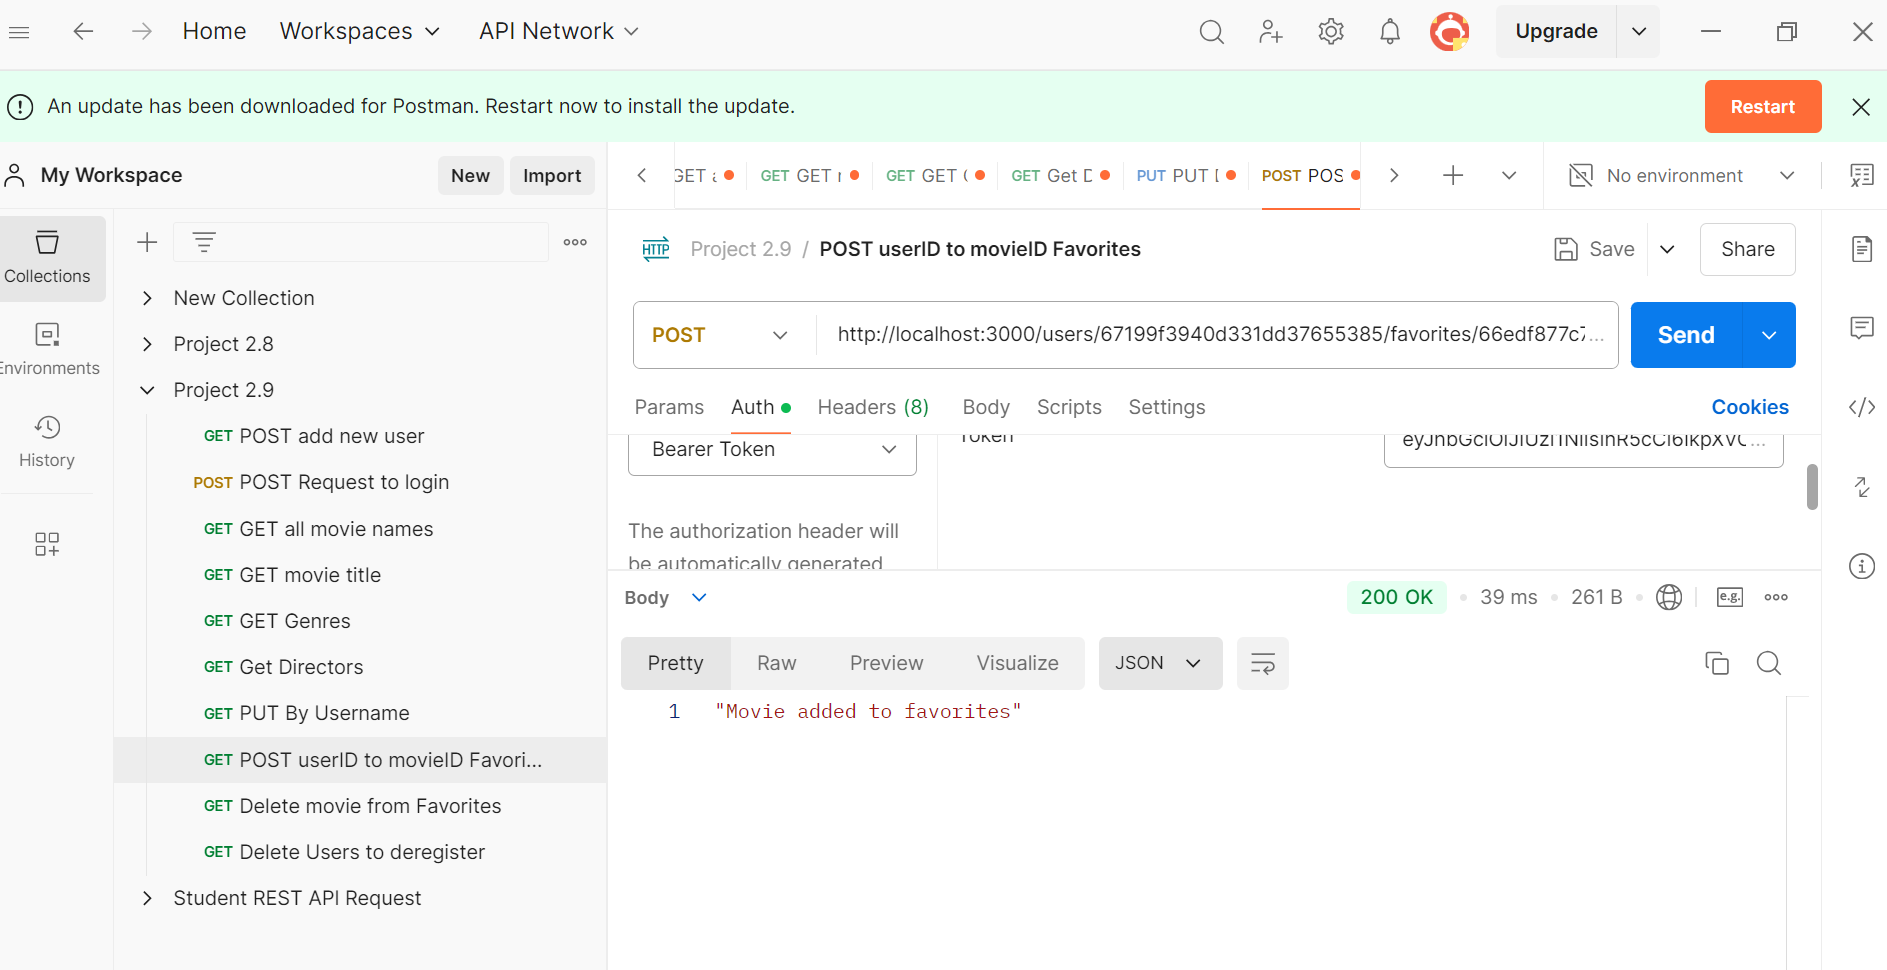 Home Workspaces API Network Upgrade
An update has been downloaded for Postman. Restart now to install the update. Restart
My Workspace New Import
GET GET GET GET GET Get PUT PUT POST POS No environment
Collections
Environments
History
New Collection
Project 2.8
Project 2.9
GET POST add new user
POST POST Request to login
GET GET all movie names
GET GET movie title
GET GET Genres
GET Get Directors
GET PUT By Username
GET POST userID to movieID Favori...
GET Delete movie from Favorites
GET Delete Users to deregister
Student REST API Request
HTTP Project 2.9 / POST userID to movieID Favorites Save Share
POST http://localhost:3000/users/67199f3940d331dd37655385/favorites/66edf877c7... Send
Params Auth Headers (8) Body Scripts Settings Cookies
Bearer Token Token
The authorization header will
be automatically generated
Body 200 OK 39 ms 261 B e.g.
Pretty Raw Preview Visualize JSON
1 "Movie added to favorites"